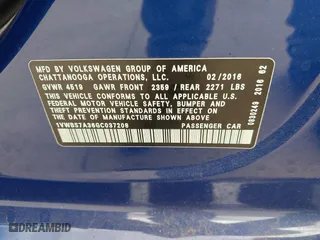 MFD BY VOLKSWAGEN GROUP OF AMERICA
CHATTANOOGA OPERATIONS, LLC. 02/2016
GVWR 4519 GAWR FRONT 2359 / REAR 2271 LBS
THIS VEHICLE CONFORMS TO ALL APPLICABLE U.S.
FEDERAL MOTOR VEHICLE SAFETY, BUMPER AND
THEFT PREVENTION STANDARDS IN EFFECT ON THE
DATE OF MANUFACTURE SHOWN ABOVE.
PASSENGER CAR
2016 62
DREAMBID